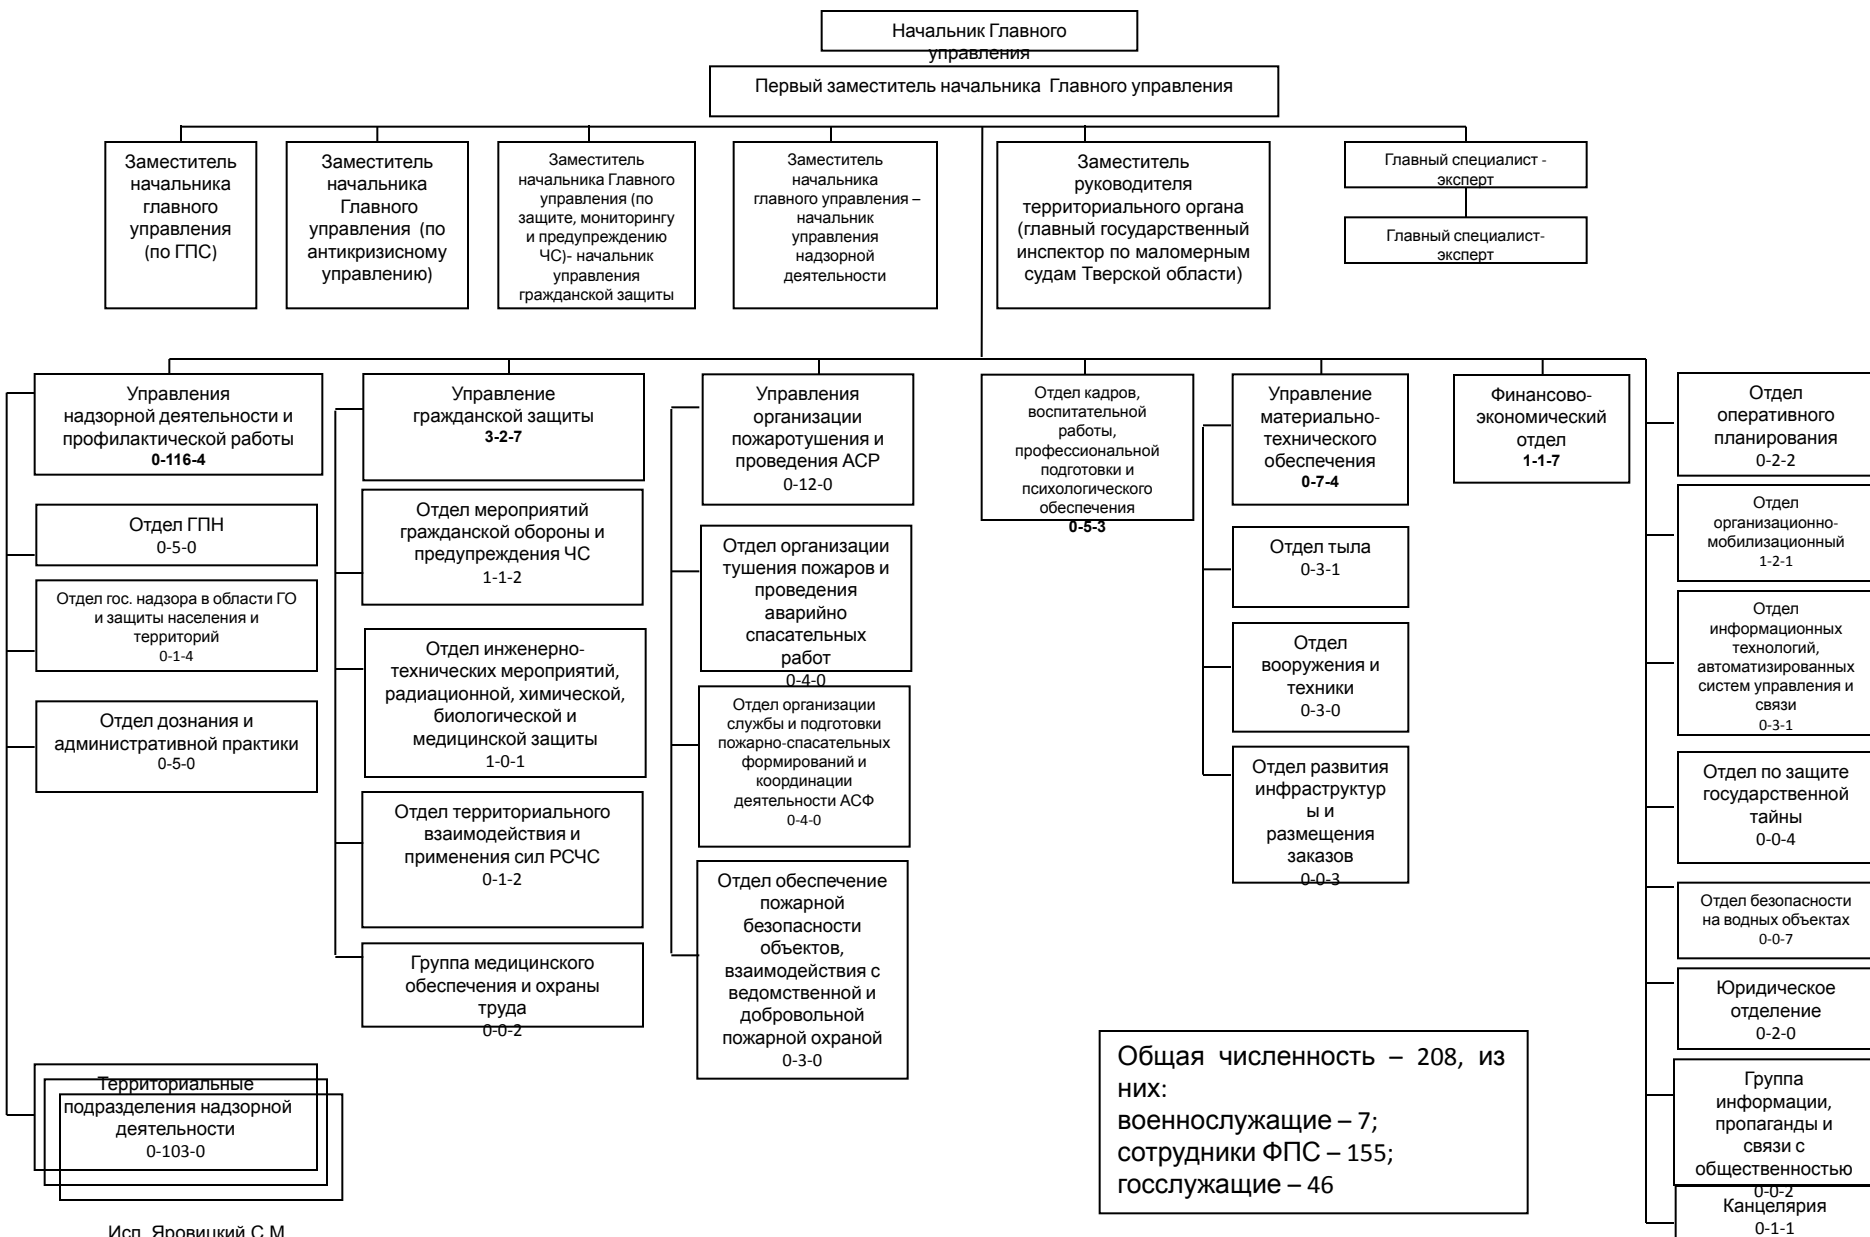 Начальник Главного
управления
Первый заместитель начальника Главного управления
Заместитель
начальника
главного
управления
(по ГПС)
Заместитель
начальника
Главного
управления (по
антикризисному
управлению)
Заместитель
начальника Главного
управления (по
защите, мониторингу
и предупреждению
ЧС)- начальник
управления
гражданской защиты
Заместитель
начальника
главного управления –
начальник
управления
надзорной
деятельности
Заместитель
руководителя
территориального органа
(главный государственный
инспектор по маломерным
судам Тверской области)
Главный специалист -
эксперт
Главный специалист-
эксперт
Управления
надзорной деятельности и
профилактической работы
0-116-4
Отдел ГПН
0-5-0
Отдел гос. надзора в области ГО
и защиты населения и
территорий
0-1-4
Отдел дознания и
административной практики
0-5-0
Территориальные
подразделения надзорной
деятельности
0-103-0
Исп. Яровицкий С.М.
Управление
гражданской защиты
3-2-7
Отдел мероприятий
гражданской обороны и
предупреждения ЧС
1-1-2
Отдел инженерно-
технических мероприятий,
радиационной, химической,
биологической и
медицинской защиты
1-0-1
Отдел территориального
взаимодействия и
применения сил РСЧС
0-1-2
Группа медицинского
обеспечения и охраны
труда
0-0-2
Управления
организации
пожаротушения и
проведения АСР
0-12-0
Отдел организации
тушения пожаров и
проведения
аварийно
спасательных
работ
0-4-0
Отдел организации
службы и подготовки
пожарно-спасательных
формирований и
координации
деятельности АСФ
0-4-0
Отдел обеспечение
пожарной
безопасности
объектов,
взаимодействия с
ведомственной и
добровольной
пожарной охраной
0-3-0
Отдел кадров,
воспитательной
работы,
профессиональной
подготовки и
психологического
обеспечения
0-5-3
Управление
материально-
технического
обеспечения
0-7-4
Отдел тыла
0-3-1
Отдел
вооружения и
техники
0-3-0
Отдел развития
инфраструктур
ы и
размещения
заказов
0-0-3
Финансово-
экономический
отдел
1-1-7
Отдел
оперативного
планирования
0-2-2
Отдел
организационно-
мобилизационный
1-2-1
Отдел
информационных
технологий,
автоматизированных
систем управления и
связи
0-3-1
Отдел по защите
государственной
тайны
0-0-4
Отдел безопасности
на водных объектах
0-0-7
Юридическое
отделение
0-2-0
Группа
информации,
пропаганды и
связи с
общественностью
0-0-2
Канцелярия
0-1-1
Общая численность – 208, из
них:
военнослужащие – 7;
сотрудники ФПС – 155;
госслужащие – 46